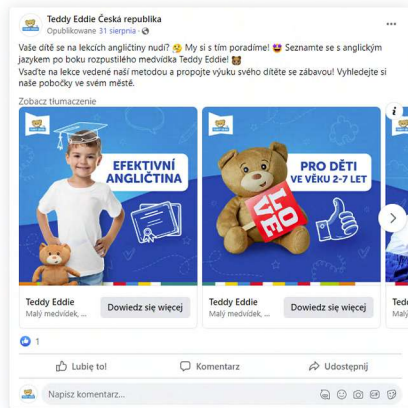 Teddy Eddie Česká republika
Opublikowane 31 sierpnia ·
Vaše dítě se na lekcích angličtiny nudí? 🤔 My si s tím poradíme! 🤩 Seznamte se s anglickým
jazykem po boku rozpustilého medvídka Teddy Eddie! 🐻
Vsaďte na lekce vedené naší metodou a propojte výuku svého dítěte se zábavou! Vyhledejte si
naše pobočky ve svém městě.
Zobacz tłumaczenie
EFEKTIVNÍ
ANGLIČTINA
PRO DĚTI
VE VĚKU 2-7 LET
LOVE
Teddy Eddie
Malý medvídek, ...
Dowiedz się więcej
Teddy Eddie
Malý medvídek, ...
Dowiedz się więcej
Ted
Malý
1
Lubię to!
Komentarz
Udostępnij
Napisz komentarz...